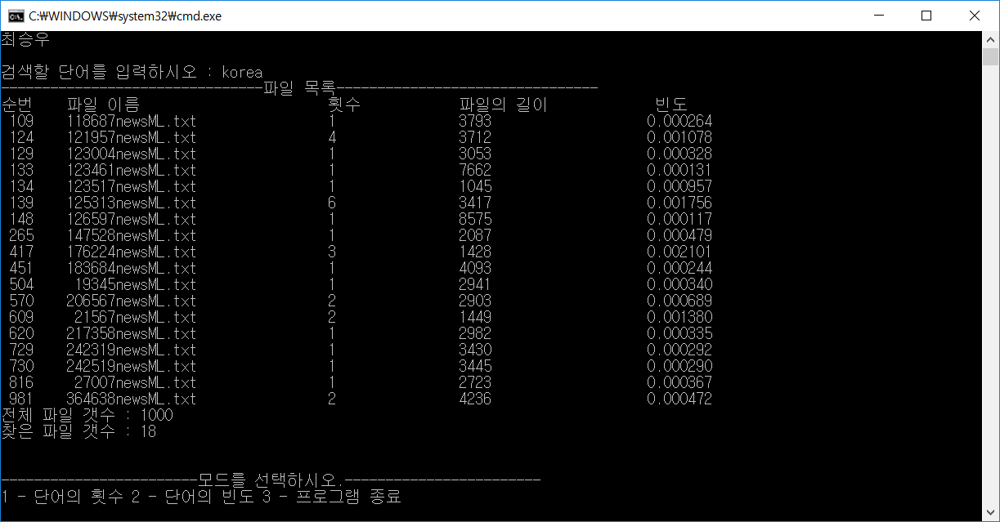 C:₩WINDOWS₩system32₩cmd.exe
최승우
검색할 단어를 입력하시오 : korea
--------------------------------파일 목록--------------------------------
순번 파일 이름 횟수 파일의 길이 빈도
109 118687newsML.txt 1 3793 0.000264
124 121957newsML.txt 4 3712 0.001078
129 123004newsML.txt 1 3053 0.000328
133 123461newsML.txt 1 7662 0.000131
134 123517newsML.txt 1 1045 0.000957
139 125313newsML.txt 6 3417 0.001756
148 126597newsML.txt 1 8575 0.000117
265 147528newsML.txt 1 2087 0.000479
417 176224newsML.txt 3 1428 0.002101
451 183684newsML.txt 1 4093 0.000244
504 19345newsML.txt 1 2941 0.000340
570 206567newsML.txt 2 2903 0.000689
609 21567newsML.txt 2 1449 0.001380
620 217358newsML.txt 1 2982 0.000335
729 242319newsML.txt 1 3430 0.000292
730 242519newsML.txt 1 3445 0.000290
816 27007newsML.txt 1 2723 0.000367
981 364638newsML.txt 2 4236 0.000472
전체 파일 갯수 : 1000
찾은 파일 갯수 : 18
------------------------모드를 선택하시오.------------------------
1 - 단어의 횟수 2 - 단어의 빈도 3 - 프로그램 종료